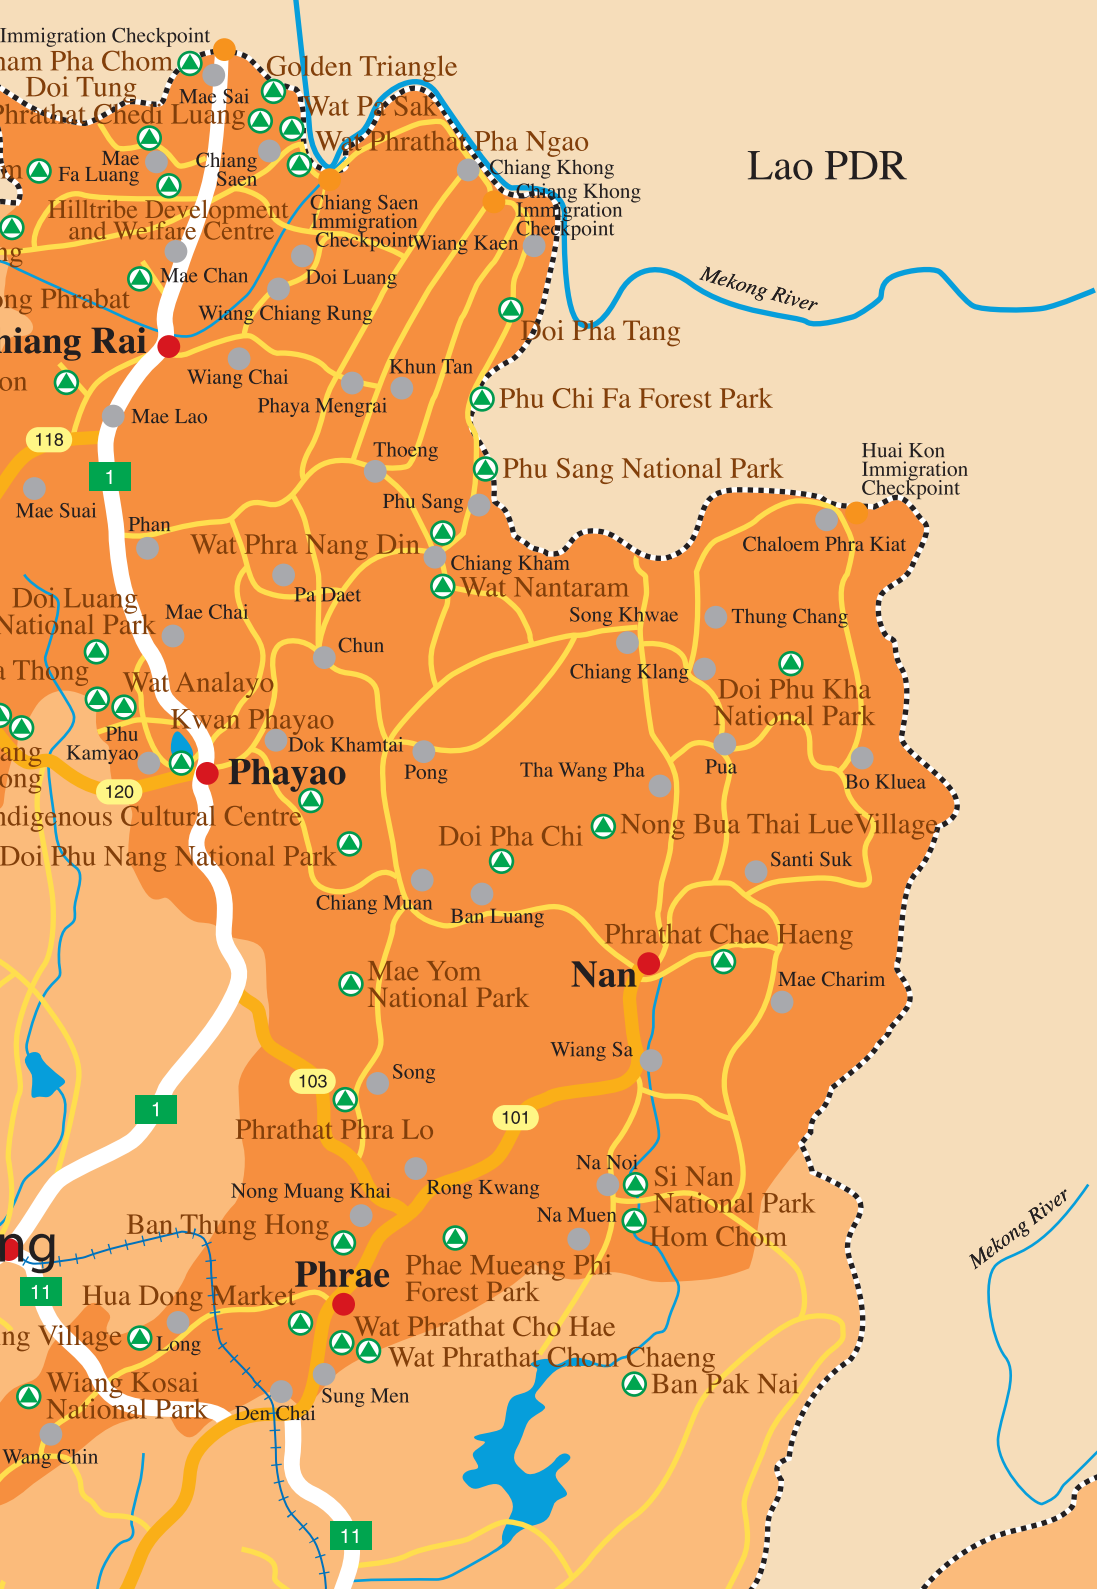 Immigration Checkpoint
ham Pha Chom
Golden Triangle
Doi Tung
Mae Sai
Wat Pa Sak
Phrathat Chedi Luang
Wat Phrathat Pha Ngao
Mae
Fa Luang
Chiang
Saen
Chiang Khong
Lao PDR
Chiang Khong
Immigration
Checkpoint
Chiang Saen
Immigration
Checkpoint
Hilltribe Development
and Welfare Centre
Wiang Kaen
Mae Chan
Doi Luang
Mekong River
ong Phrabat
Wiang Chiang Rung
Doi Pha Tang
hiang Rai
Wiang Chai
Khun Tan
on
Phaya Mengrai
Phu Chi Fa Forest Park
Mae Lao
118
Thoeng
Huai Kon
Immigration
Checkpoint
1
Phu Sang National Park
Mae Suai
Phu Sang
Phan
Wat Phra Nang Din
Chaloem Phra Kiat
Chiang Kham
Pa Daet
Wat Nantaram
Doi Luang
National Park
Mae Chai
Song Khwae
Thung Chang
Chun
a Thong
Chiang Klang
Wat Analayo
Doi Phu Kha
National Park
Kwan Phayao
Phu
Kamyao
Dok Khamtai
ang
ong
Pong
Phayao
Tha Wang Pha
Pua
Bo Kluea
120
ndigenous Cultural Centre
Doi Pha Chi
Nong Bua Thai LueVillage
Doi Phu Nang National Park
Santi Suk
Chiang Muan
Ban Luang
Phrathat Chae Haeng
Mae Yom
National Park
Nan
Mae Charim
Wiang Sa
Song
103
1
101
Phrathat Phra Lo
Na Noi
Si Nan
National Park
Nong Muang Khai
Rong Kwang
Na Muen
Hom Chom
Mekong River
Ban Thung Hong
ng
Phrae
Phae Mueang Phi
Forest Park
11
Hua Dong Market
ng Village
Long
Wat Phrathat Cho Hae
Wat Phrathat Chom Chaeng
Wiang Kosai
National Park
Sung Men
Ban Pak Nai
Den Chai
Wang Chin
11